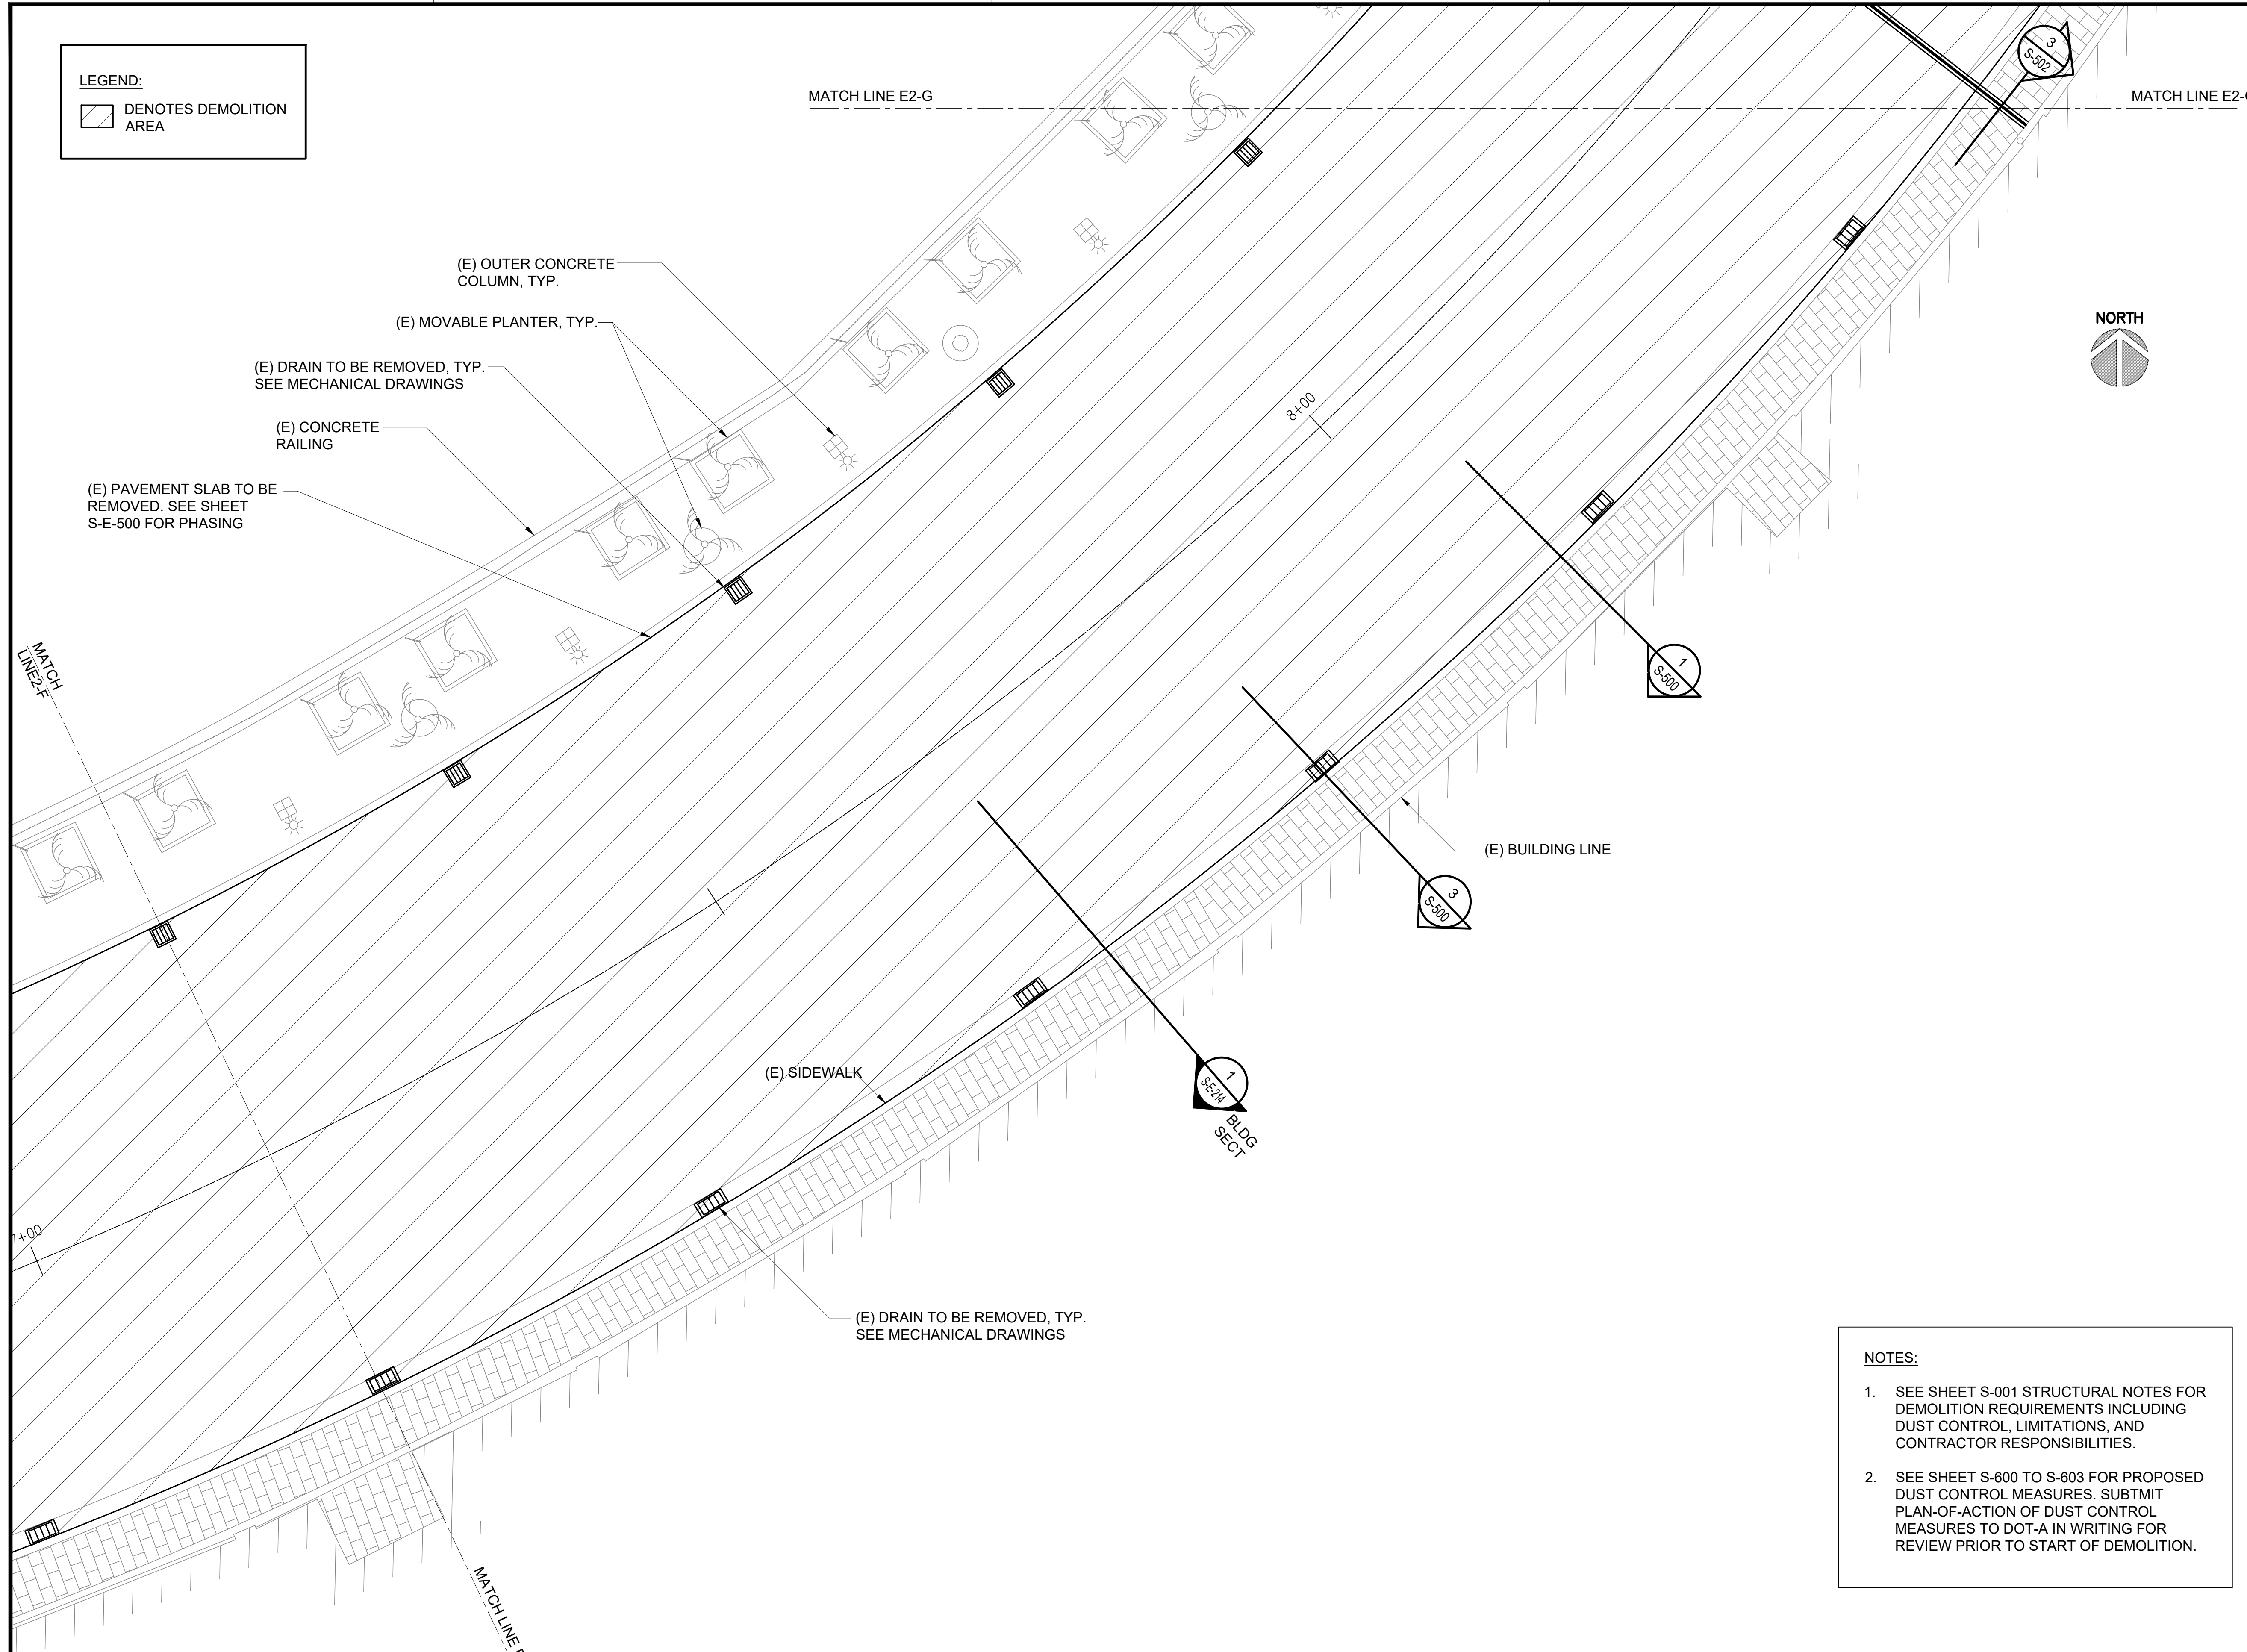 LEGEND:
DENOTES DEMOLITION
AREA
MATCH LINE E2-G
MATCH LINE E2-
3
S-502
(E) OUTER CONCRETE
COLUMN, TYP.
(E) MOVABLE PLANTER, TYP.
(E) DRAIN TO BE REMOVED, TYP.
SEE MECHANICAL DRAWINGS
(E) CONCRETE
RAILING
(E) PAVEMENT SLAB TO BE
REMOVED. SEE SHEET
S-E-500 FOR PHASING
NORTH
8+00
MATCH
LINE2-F
1
S-500
3
S-500
(E) BUILDING LINE
1
S-E-214
BLDG
SECT
(E) SIDEWALK
7+00
(E) DRAIN TO BE REMOVED, TYP.
SEE MECHANICAL DRAWINGS
MATCH LINE
NOTES:
1. SEE SHEET S-001 STRUCTURAL NOTES FOR
DEMOLITION REQUIREMENTS INCLUDING
DUST CONTROL, LIMITATIONS, AND
CONTRACTOR RESPONSIBILITIES.
2. SEE SHEET S-600 TO S-603 FOR PROPOSED
DUST CONTROL MEASURES. SUBTMIT
PLAN-OF-ACTION OF DUST CONTROL
MEASURES TO DOT-A IN WRITING FOR
REVIEW PRIOR TO START OF DEMOLITION.